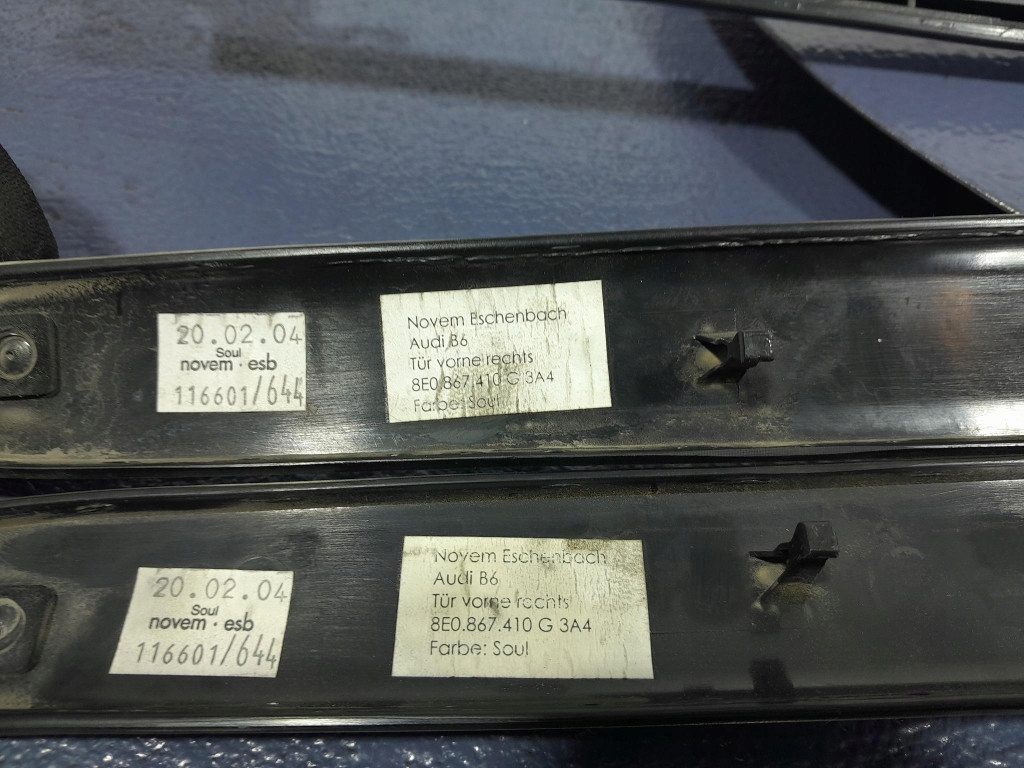 20.02.04
Soul
novem · esb
116601/644
Novem Eschenbach
Audi B6
Tür vorne rechts
8E0.867.410 G 3A4
Farbe: Soul
20.02.04
Soul
novem · esb
116601/644
Novem Eschenbach
Audi B6
Tür vorne rechts
8E0.867.410 G 3A4
Farbe: Soul